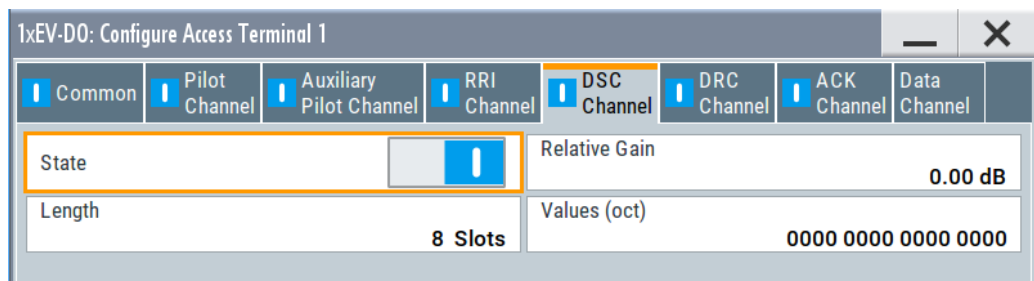 1xEV-DO: Configure Access Terminal 1
Common
Pilot
Channel
Auxiliary
Pilot Channel
RRI
Channel
DSC
Channel
DRC
Channel
ACK
Channel
Data
Channel
State
Relative Gain
0.00 dB
Length
8 Slots
Values (oct)
0000 0000 0000 0000